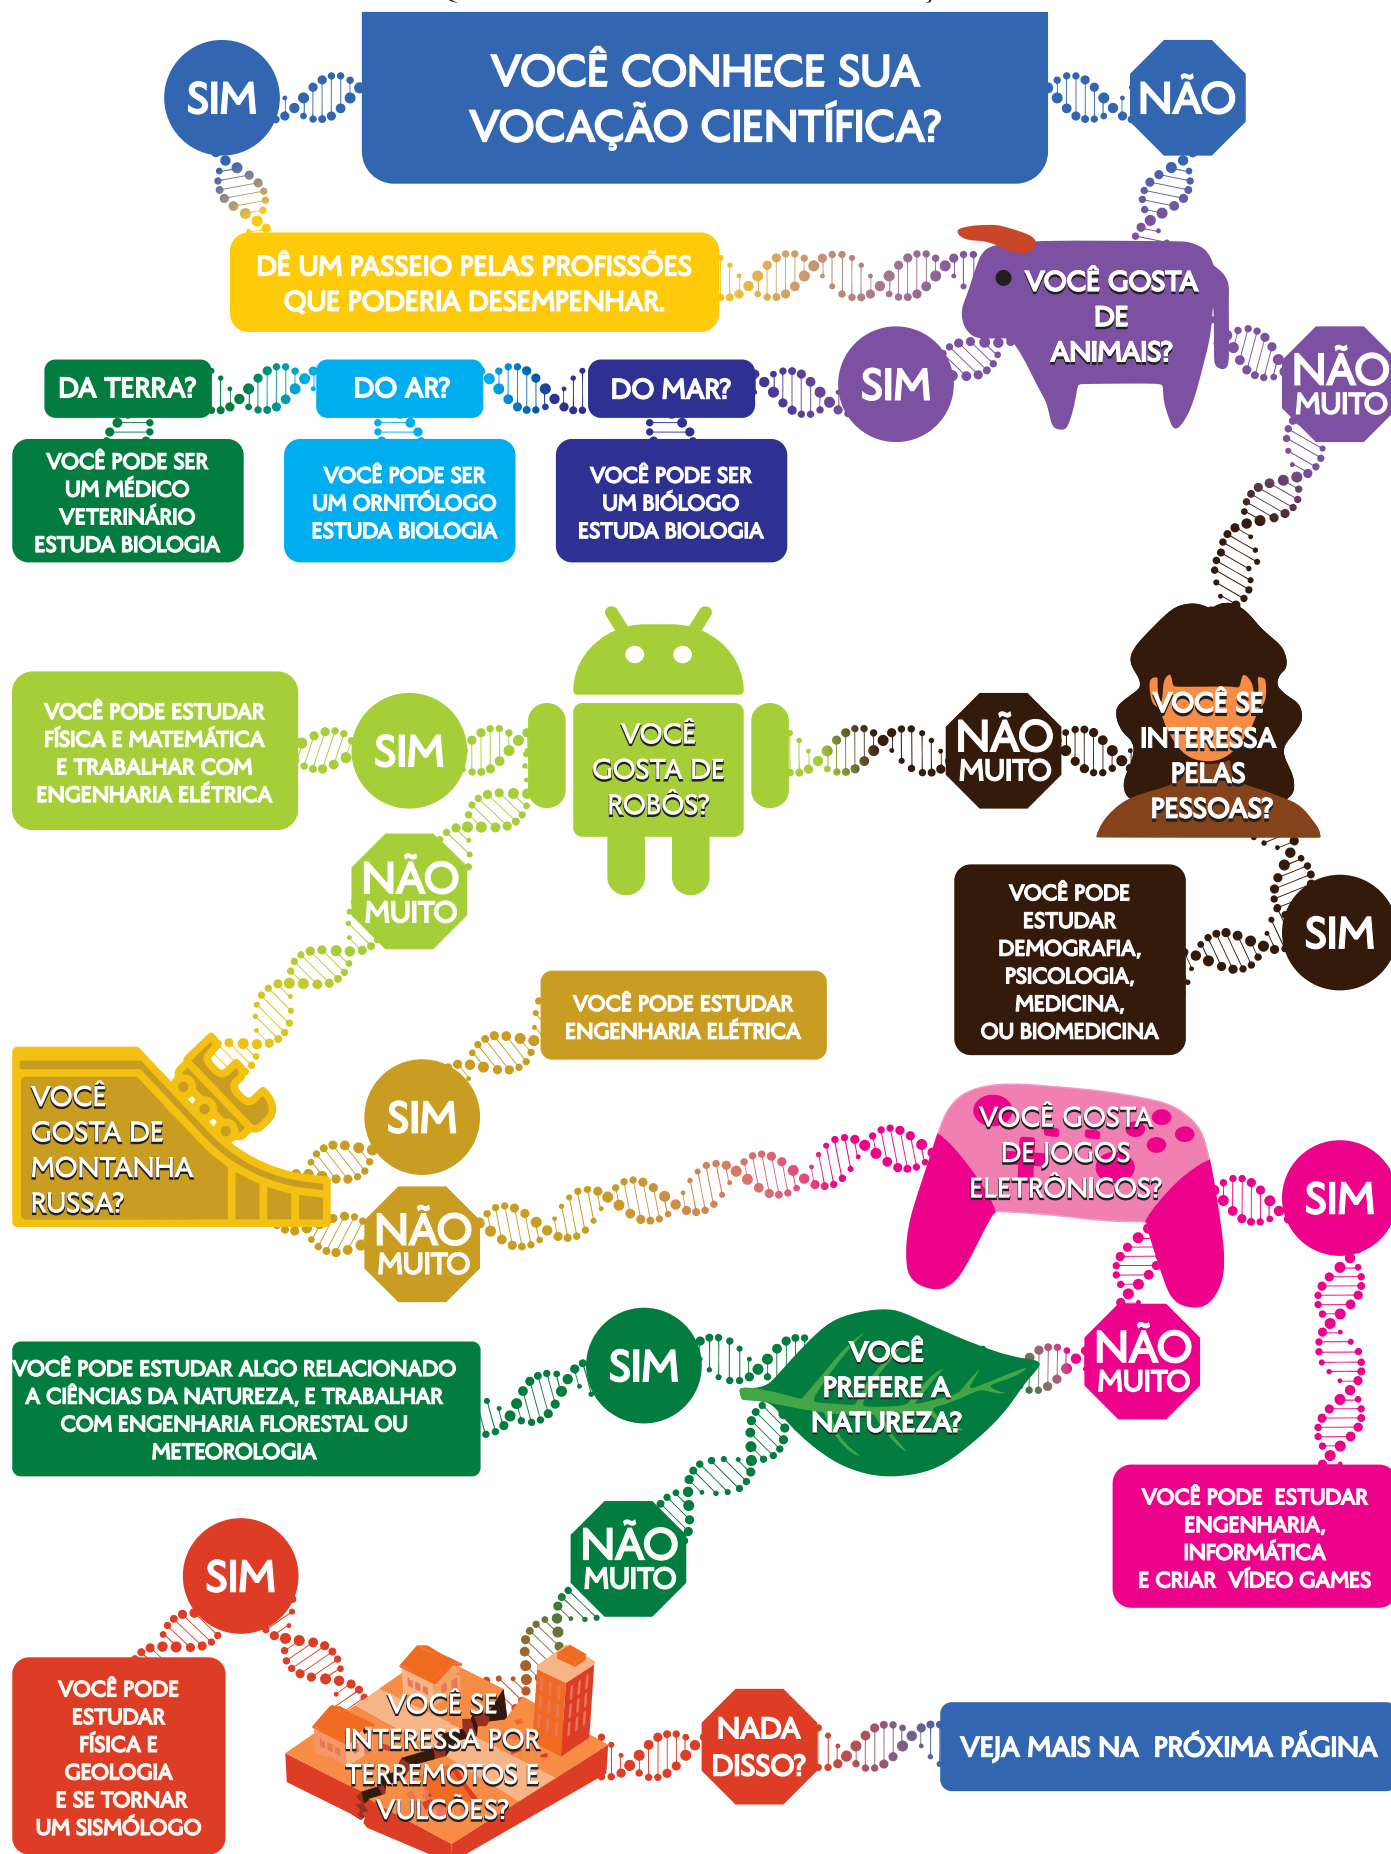 VOCÊ CONHECE SUA
VOCAÇÃO CIENTÍFICA?
SIM
NÃO
DÊ UM PASSEIO PELAS PROFISSÕES
QUE PODERIA DESEMPENHAR.
VOCÊ GOSTA
DE
ANIMAIS?
SIM
NÃO
MUITO
DA TERRA?
DO AR?
DO MAR?
VOCÊ PODE SER
UM MÉDICO
VETERINÁRIO
ESTUDA BIOLOGIA
VOCÊ PODE SER
UM ORNITÓLOGO
ESTUDA BIOLOGIA
VOCÊ PODE SER
UM BIÓLOGO
ESTUDA BIOLOGIA
VOCÊ SE
INTERESSA
PELAS
PESSOAS?
NÃO
MUITO
SIM
VOCÊ PODE
ESTUDAR
DEMOGRAFIA,
PSICOLOGIA,
MEDICINA,
OU BIOMEDICINA
VOCÊ
GOSTA DE
ROBÔS?
SIM
VOCÊ PODE ESTUDAR
FÍSICA E MATEMÁTICA
E TRABALHAR COM
ENGENHARIA ELÉTRICA
NÃO
MUITO
VOCÊ
GOSTA DE
MONTANHA
RUSSA?
SIM
VOCÊ PODE ESTUDAR
ENGENHARIA ELÉTRICA
NÃO
MUITO
VOCÊ GOSTA
DE JOGOS
ELETRÔNICOS?
SIM
VOCÊ PODE ESTUDAR
ENGENHARIA,
INFORMÁTICA
E CRIAR VÍDEO GAMES
NÃO
MUITO
VOCÊ
PREFERE A
NATUREZA?
SIM
VOCÊ PODE ESTUDAR ALGO RELACIONADO
A CIÊNCIAS DA NATUREZA, E TRABALHAR
COM ENGENHARIA FLORESTAL OU
METEOROLOGIA
NÃO
MUITO
VOCÊ SE
INTERESSA POR
TERREMOTOS E
VULCÕES?
SIM
VOCÊ PODE
ESTUDAR
FÍSICA E
GEOLOGIA
E SE TORNAR
UM SISMÓLOGO
NADA
DISSO?
VEJA MAIS NA PRÓXIMA PÁGINA